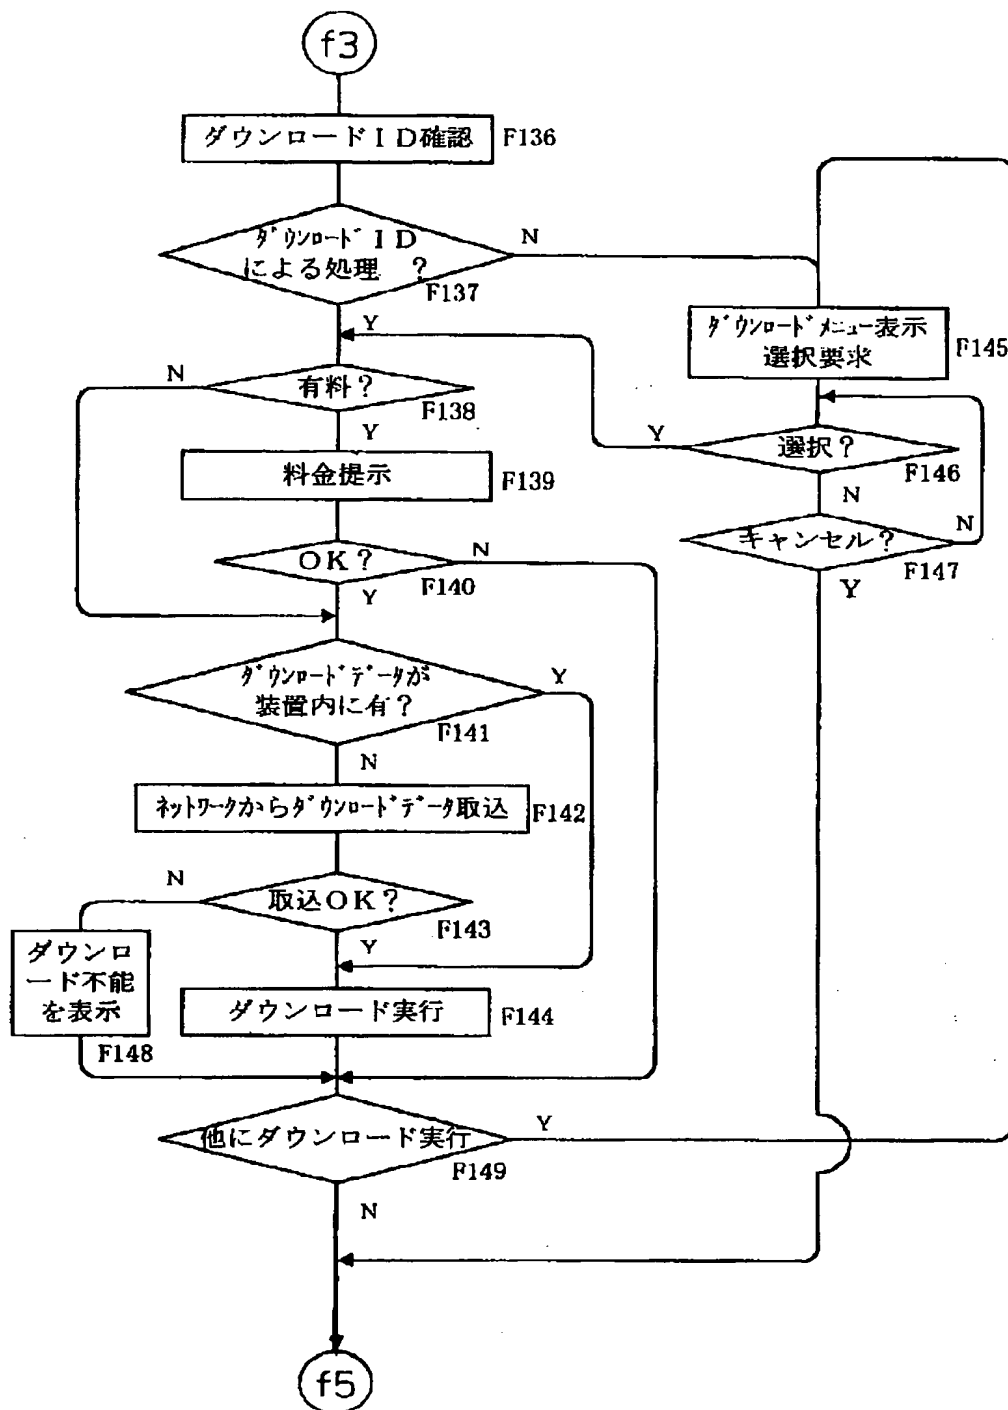 f3
ダウンロードＩＤ確認
F136
ﾀﾞｳﾝﾛｰﾄﾞＩＤ
による処理 ？
F137
N
Y
ﾀﾞｳﾝﾛｰﾄﾞﾒﾆｭｰ表示
選択要求
F145
有料？
F138
N
Y
選択？
F146
Y
N
料金提示
F139
キャンセル？
F147
N
Y
OK？
F140
N
Y
ﾀﾞｳﾝﾛｰﾄﾞﾃﾞｰﾀが
装置内に有？
F141
Y
N
ﾈｯﾄﾜｰｸからﾀﾞｳﾝﾛｰﾄﾞﾃﾞｰﾀ取込
F142
取込OK？
F143
N
Y
ダウンロ
ード不能
を表示
F148
ダウンロード実行
F144
他にダウンロード実行
F149
Y
N
f5